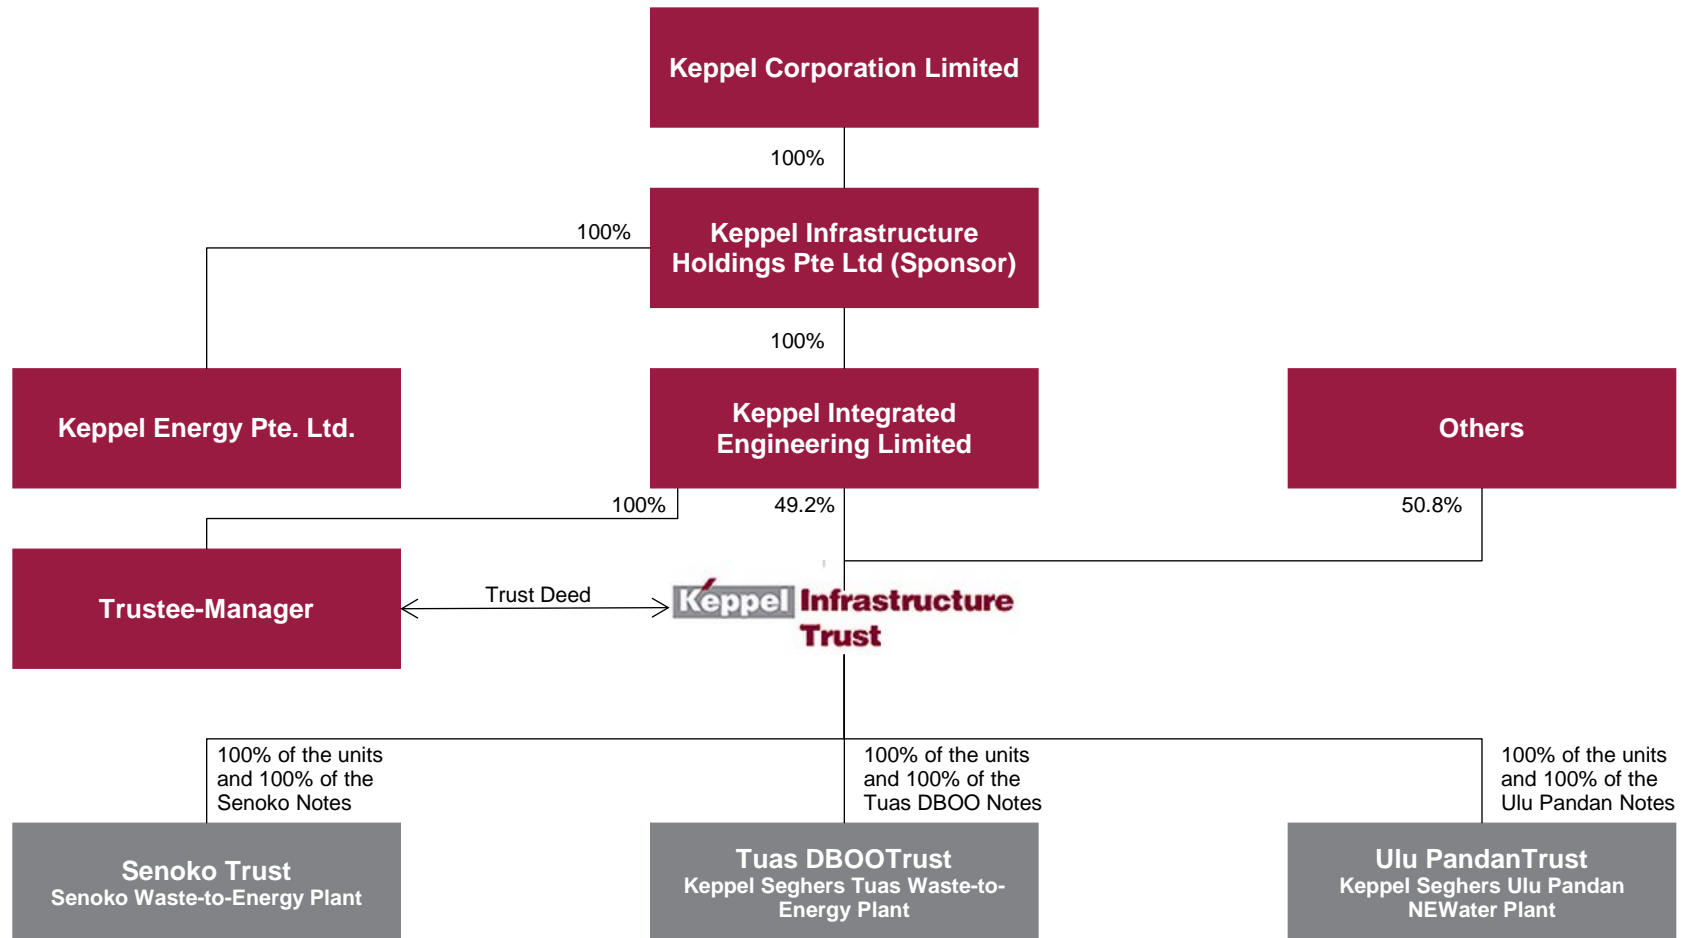 Keppel Corporation Limited
100%
100%
Keppel Infrastructure
Holdings Pte Ltd (Sponsor)
100%
Keppel Energy Pte. Ltd.
Keppel Integrated
Engineering Limited
Others
100%
49.2%
50.8%
Trustee-Manager
Trust Deed
Keppel Infrastructure
Trust
100% of the units
and 100% of the
Senoko Notes
100% of the units
and 100% of the
Tuas DBOO Notes
100% of the units
and 100% of the
Ulu Pandan Notes
Senoko Trust
Senoko Waste-to-Energy Plant
Tuas DBOOTrust
Keppel Seghers Tuas Waste-to-
Energy Plant
Ulu PandanTrust
Keppel Seghers Ulu Pandan
NEWater Plant